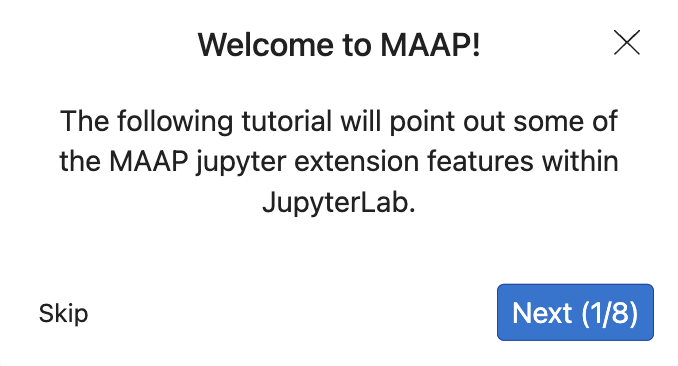 Welcome to MAAP!
The following tutorial will point out some of
the MAAP jupyter extension features within
JupyterLab.
Skip
Next (1/8)